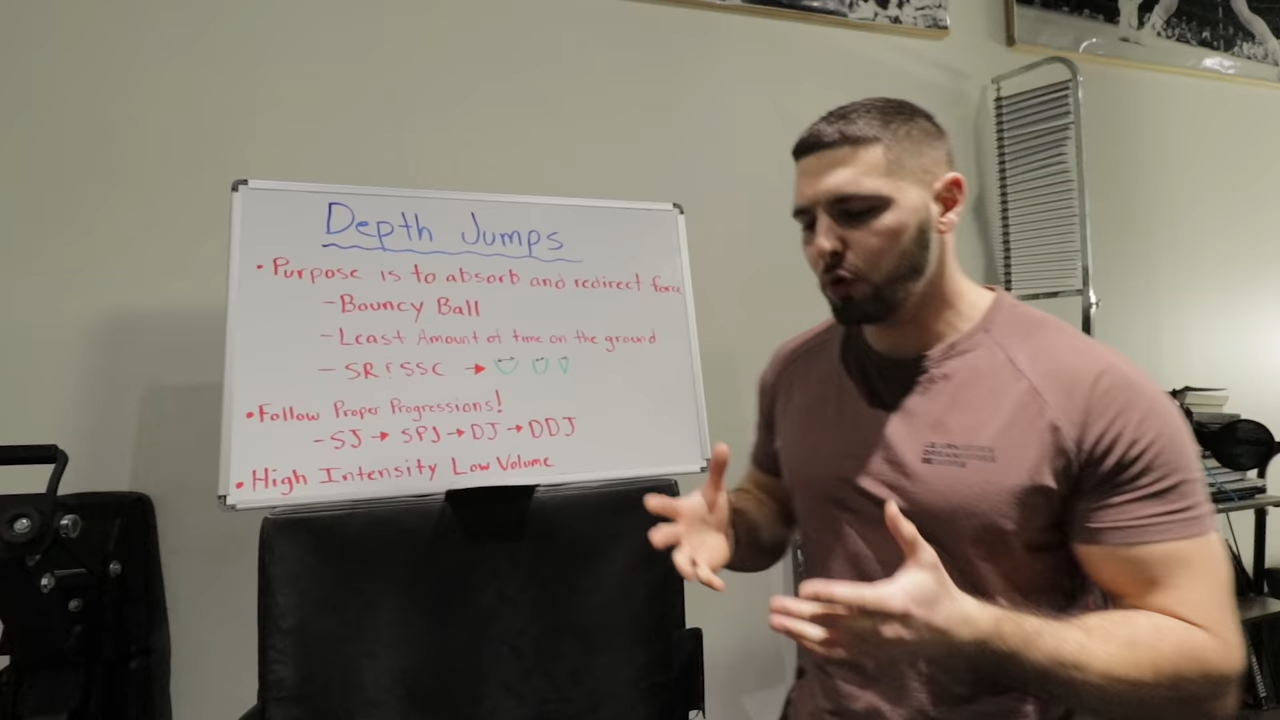 Depth Jumps
• Purpose is to absorb and redirect force
- Bouncy Ball
- Least Amount of time on the ground
- SR & SSC →
• Follow Proper Progressions!
- SJ → SPJ → DJ → DDJ
• High Intensity Low Volume